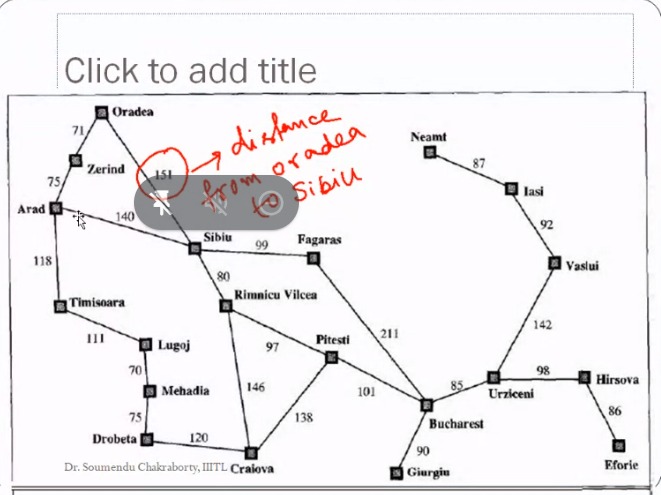 Click to add title
Oradea
71
Zerind
151
distance
from oradea
to Sibiu
75
Arad
140
Sibiu
99
Fagaras
118
80
Timisoara
Rimnicu Vilcea
111
Lugoj
97
Pitesti
211
70
Mehadia
146
138
101
75
Drobeta
120
Craiova
Bucharest
90
Giurgiu
Neamt
87
Iasi
92
Vaslui
142
85
Urziceni
98
Hirsova
86
Eforie
Dr. Soumendu Chakraborty, IIITL